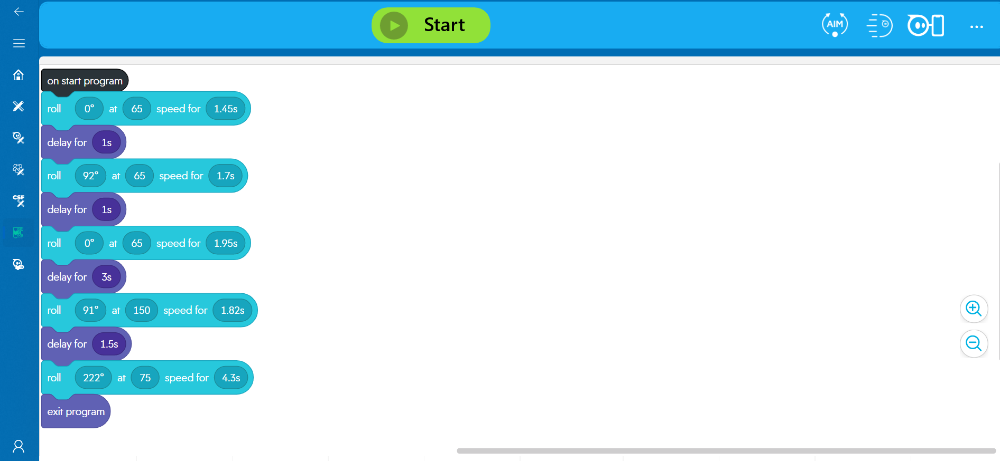 Start
AIM
on start program
roll 0° at 65 speed for 1.45s
delay for 1s
roll 92° at 65 speed for 1.7s
delay for 1s
CSF
roll 0° at 65 speed for 1.95s
delay for 3s
roll 91° at 150 speed for 1.82s
delay for 1.5s
roll 222° at 75 speed for 4.3s
exit program